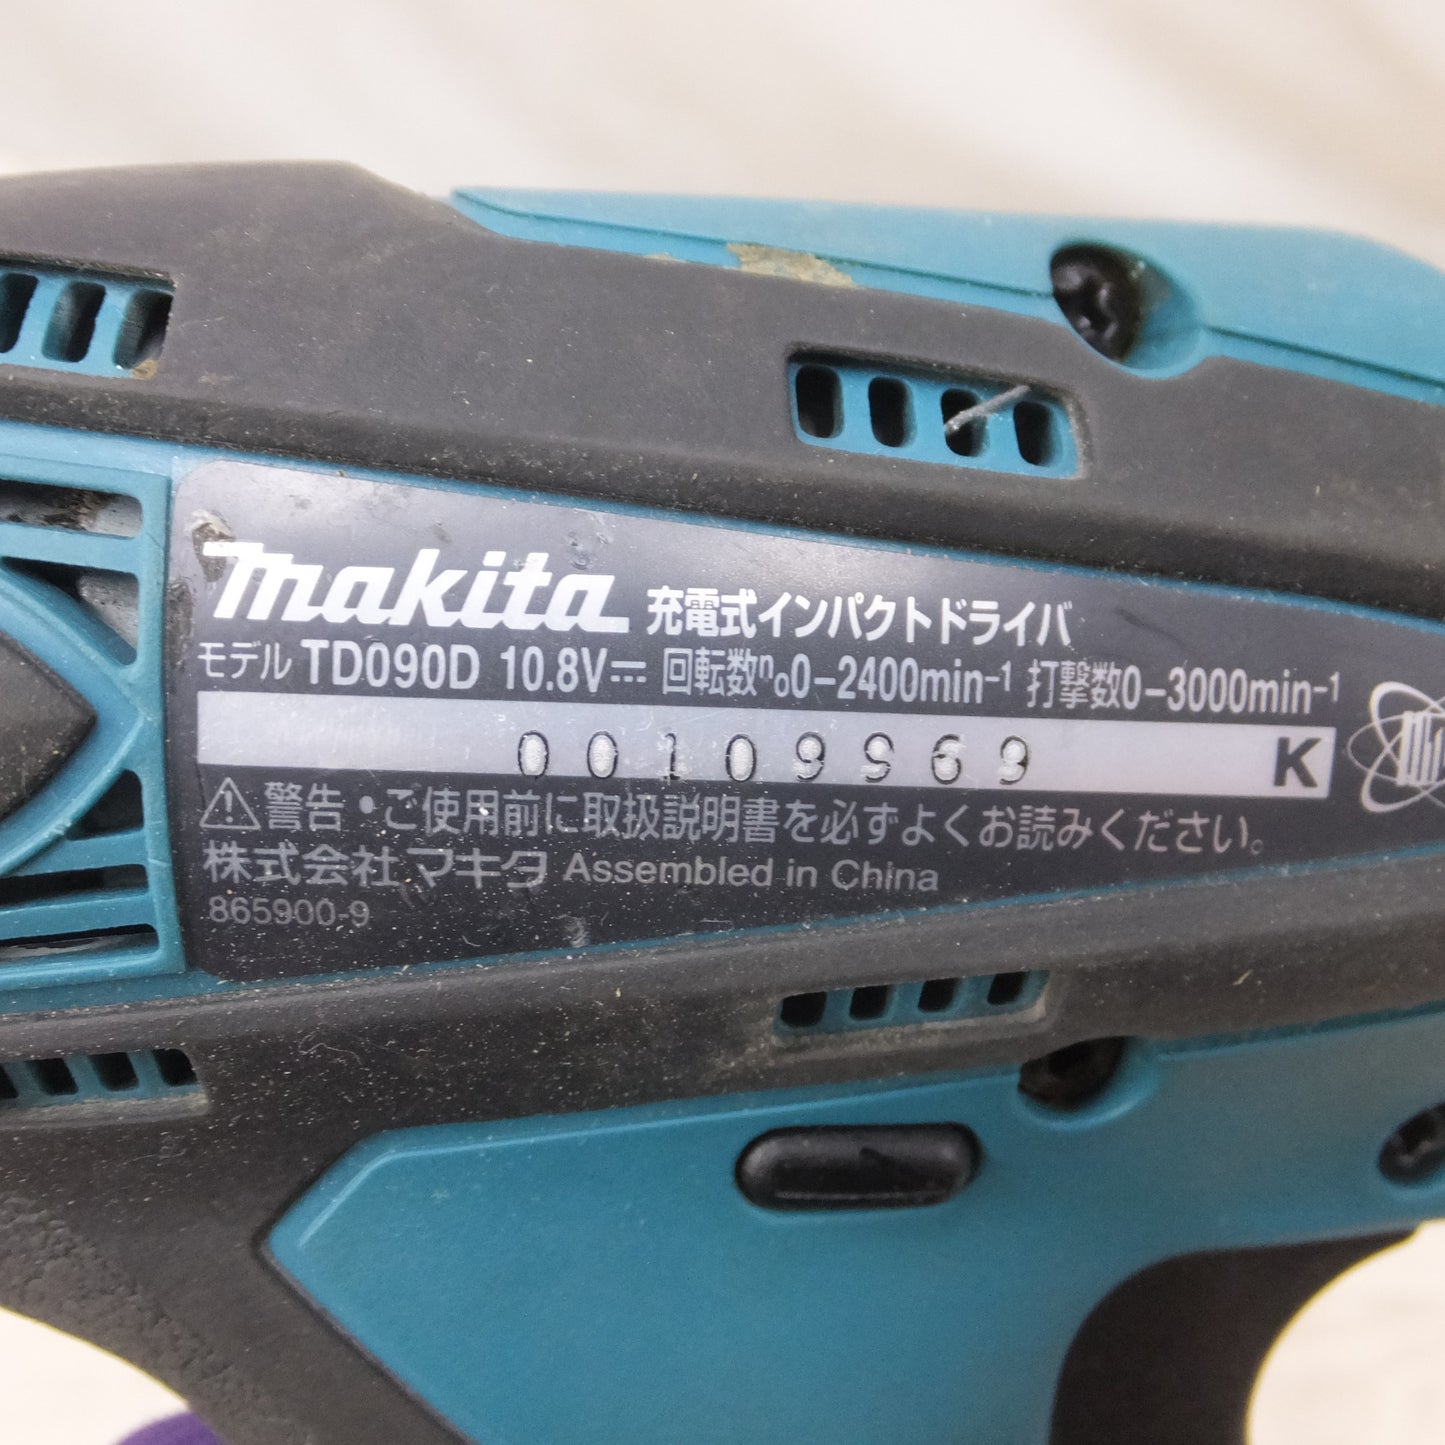 makita 充電式インパクトドライバ
モデル TD090D 10.8V⎓ 回転数n₀0-2400min⁻¹ 打撃数0-3000min⁻¹
K
⚠警告・ご使用前に取扱説明書を必ずよくお読みください。
株式会社 マキタ Assembled in China
865900-9